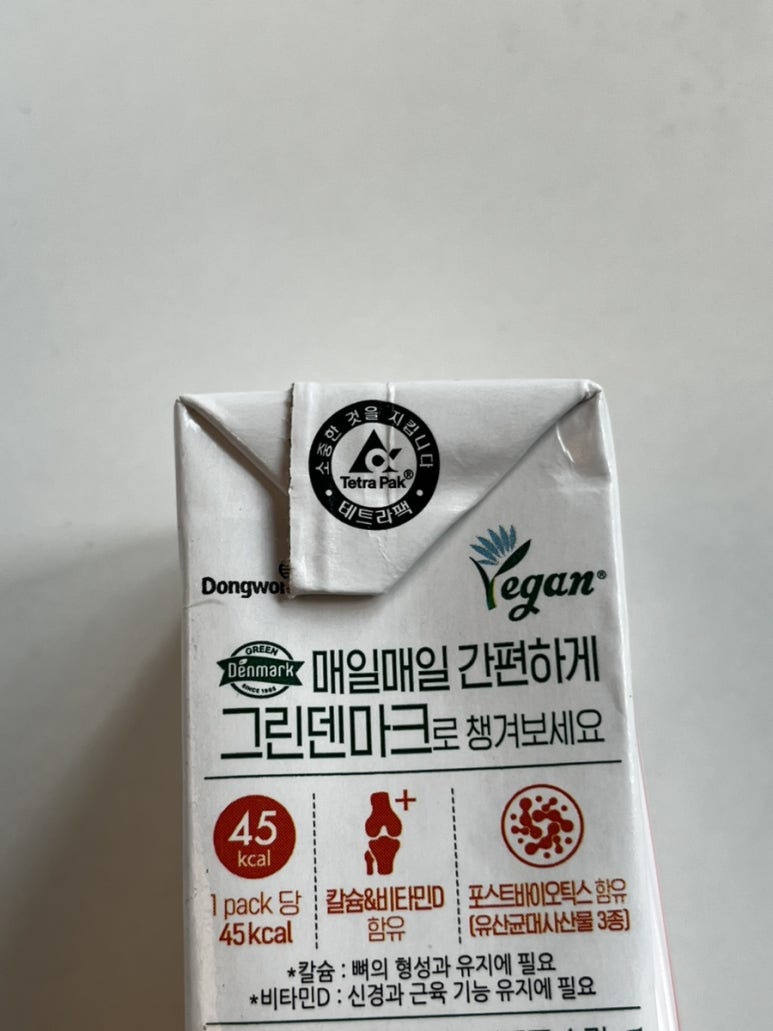 소중한 것을 지킵니다
Tetra Pak®
테트라팩
Vegan®
GREEN
Denmark
SINCE 1985
매일매일 간편하게
그린덴마크로 챙겨보세요
45
kcal
1 pack 당
45 kcal
칼슘&비타민D
함유
포스트바이오틱스 함유
(유산균대사산물 3종)
*칼슘 : 뼈의 형성과 유지에 필요
*비타민D : 신경과 근육 기능 유지에 필요